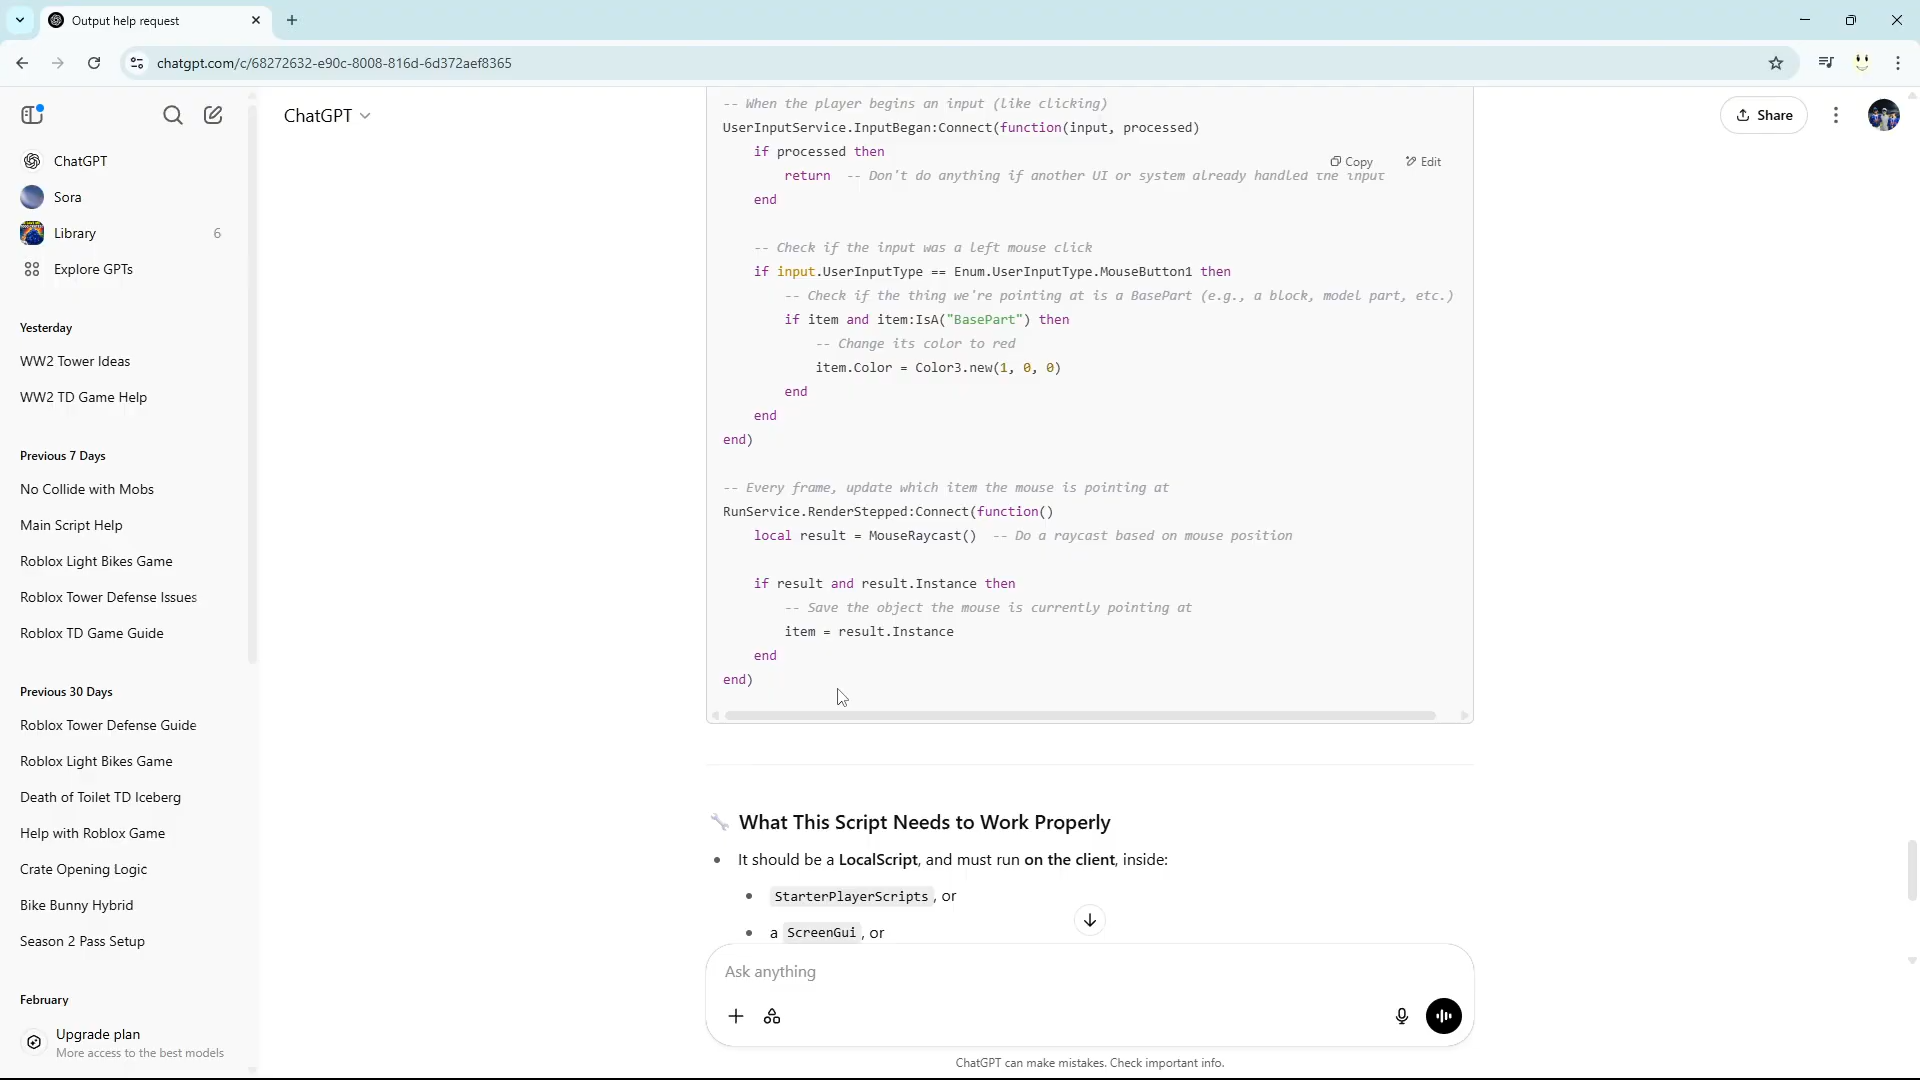 Output help request
chatgpt.com/c/68272632-e90c-8008-816d-6d372aef8365
ChatGPT
Sora
Library 6
Explore GPTs
Yesterday
WW2 Tower Ideas
WW2 TD Game Help
Previous 7 Days
No Collide with Mobs
Main Script Help
Roblox Light Bikes Game
Roblox Tower Defense Issues
Roblox TD Game Guide
Previous 30 Days
Roblox Tower Defense Guide
Roblox Light Bikes Game
Death of Toilet TD Iceberg
Help with Roblox Game
Crate Opening Logic
Bike Bunny Hybrid
Season 2 Pass Setup
February
Upgrade plan
More access to the best models
ChatGPT
Share
-- When the player begins an input (like clicking)
UserInputService.InputBegan:Connect(function(input, processed)
if processed then
Copy Edit
return -- Don't do anything if another UI or system already handled the input
end
-- Check if the input was a left mouse click
if input.UserInputType == Enum.UserInputType.MouseButton1 then
-- Check if the thing we're pointing at is a BasePart (e.g., a block, model part, etc.)
if item and item:IsA("BasePart") then
-- Change its color to red
item.Color = Color3.new(1, 0, 0)
end
end
end)
-- Every frame, update which item the mouse is pointing at
RunService.RenderStepped:Connect(function()
local result = MouseRaycast() -- Do a raycast based on mouse position
if result and result.Instance then
-- Save the object the mouse is currently pointing at
item = result.Instance
end
end)
What This Script Needs to Work Properly
It should be a LocalScript, and must run on the client, inside:
StarterPlayerScripts, or
a ScreenGui, or
Ask anything
ChatGPT can make mistakes. Check important info.